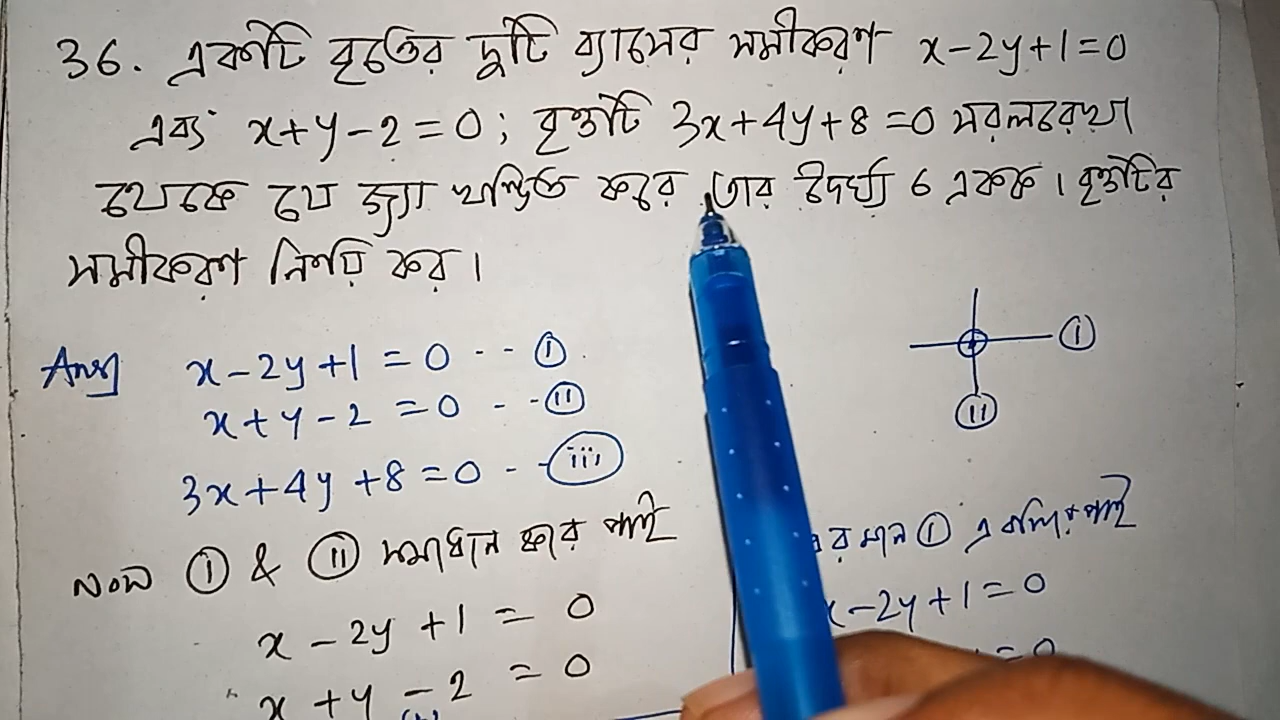 36. একটি বৃত্তের দুটি ব্যাসের সমীকরণ x-2y+1=0
এবং x+y-2=0; বৃত্তটি 3x+4y+8=0 সরলরেখা
থেকে যে জ্যা খন্ডিত করে তার দৈর্ঘ্য 6 একক। বৃত্তটির
সমীকরণ নির্ণয় কর।
Ans x-2y+1=0 -- (i)
x+y-2=0 -- (ii)
3x+4y+8=0 -- (iii)
(i)
(ii)
Now (i) & (ii) সমাধান করে পাই
x-2y+1=0
x+y-2=0
র মান (i) এ বসিয়ে পাই
x-2y+1=0
=0